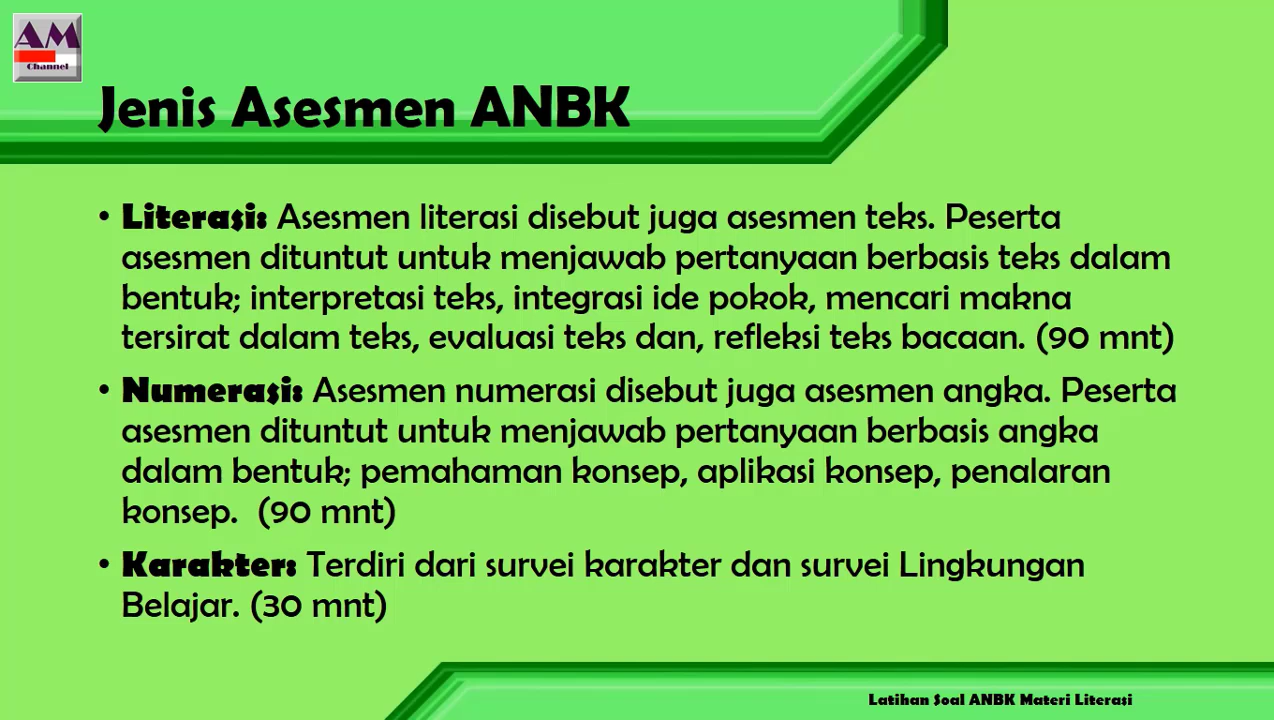 AM
Channel
Jenis Asesmen ANBK
• Literasi: Asesmen literasi disebut juga asesmen teks. Peserta
asesmen dituntut untuk menjawab pertanyaan berbasis teks dalam
bentuk; interpretasi teks, integrasi ide pokok, mencari makna
tersirat dalam teks, evaluasi teks dan, refleksi teks bacaan. (90 mnt)
• Numerasi: Asesmen numerasi disebut juga asesmen angka. Peserta
asesmen dituntut untuk menjawab pertanyaan berbasis angka
dalam bentuk; pemahaman konsep, aplikasi konsep, penalaran
konsep.  (90 mnt)
• Karakter: Terdiri dari survei karakter dan survei Lingkungan
Belajar. (30 mnt)
Latihan Soal ANBK Materi Literasi